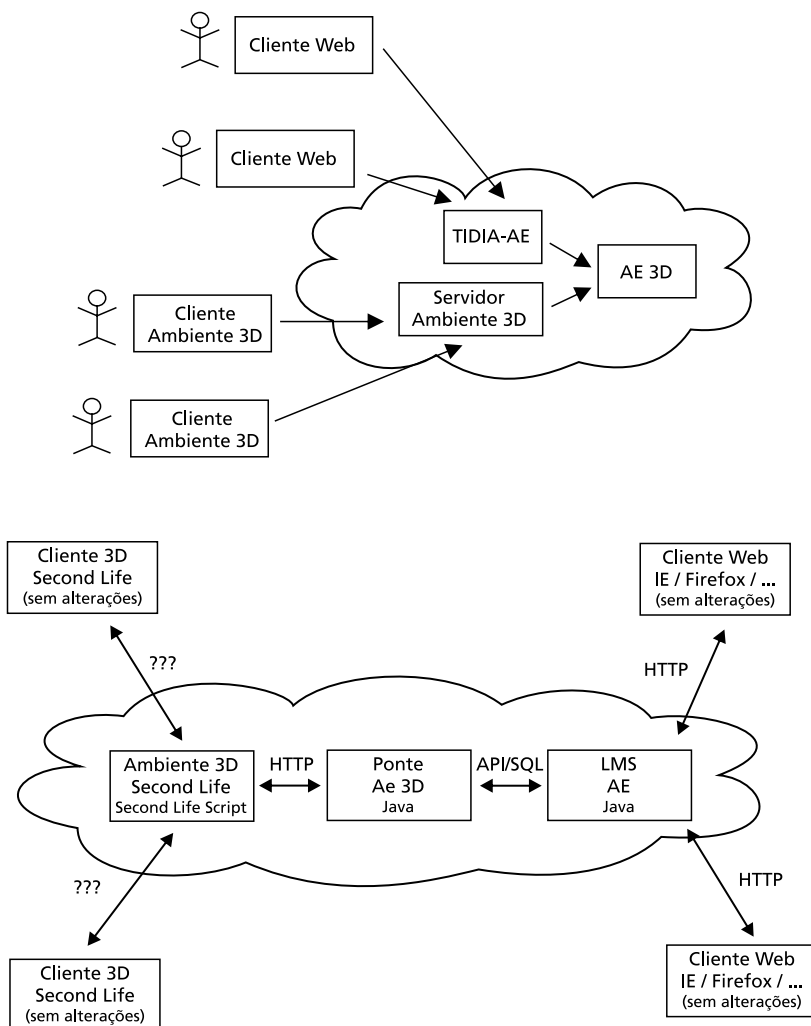 Cliente Web
Cliente Web
TIDIA-AE
AE 3D
Servidor
Ambiente 3D
Cliente
Ambiente 3D
Cliente
Ambiente 3D
Cliente 3D
Second Life
(sem alterações)
Cliente Web
IE / Firefox / ...
(sem alterações)
???
HTTP
Ambiente 3D
Second Life
Second Life Script
HTTP
Ponte
Ae 3D
Java
API/SQL
LMS
AE
Java
???
HTTP
Cliente 3D
Second Life
(sem alterações)
Cliente Web
IE / Firefox / ...
(sem alterações)